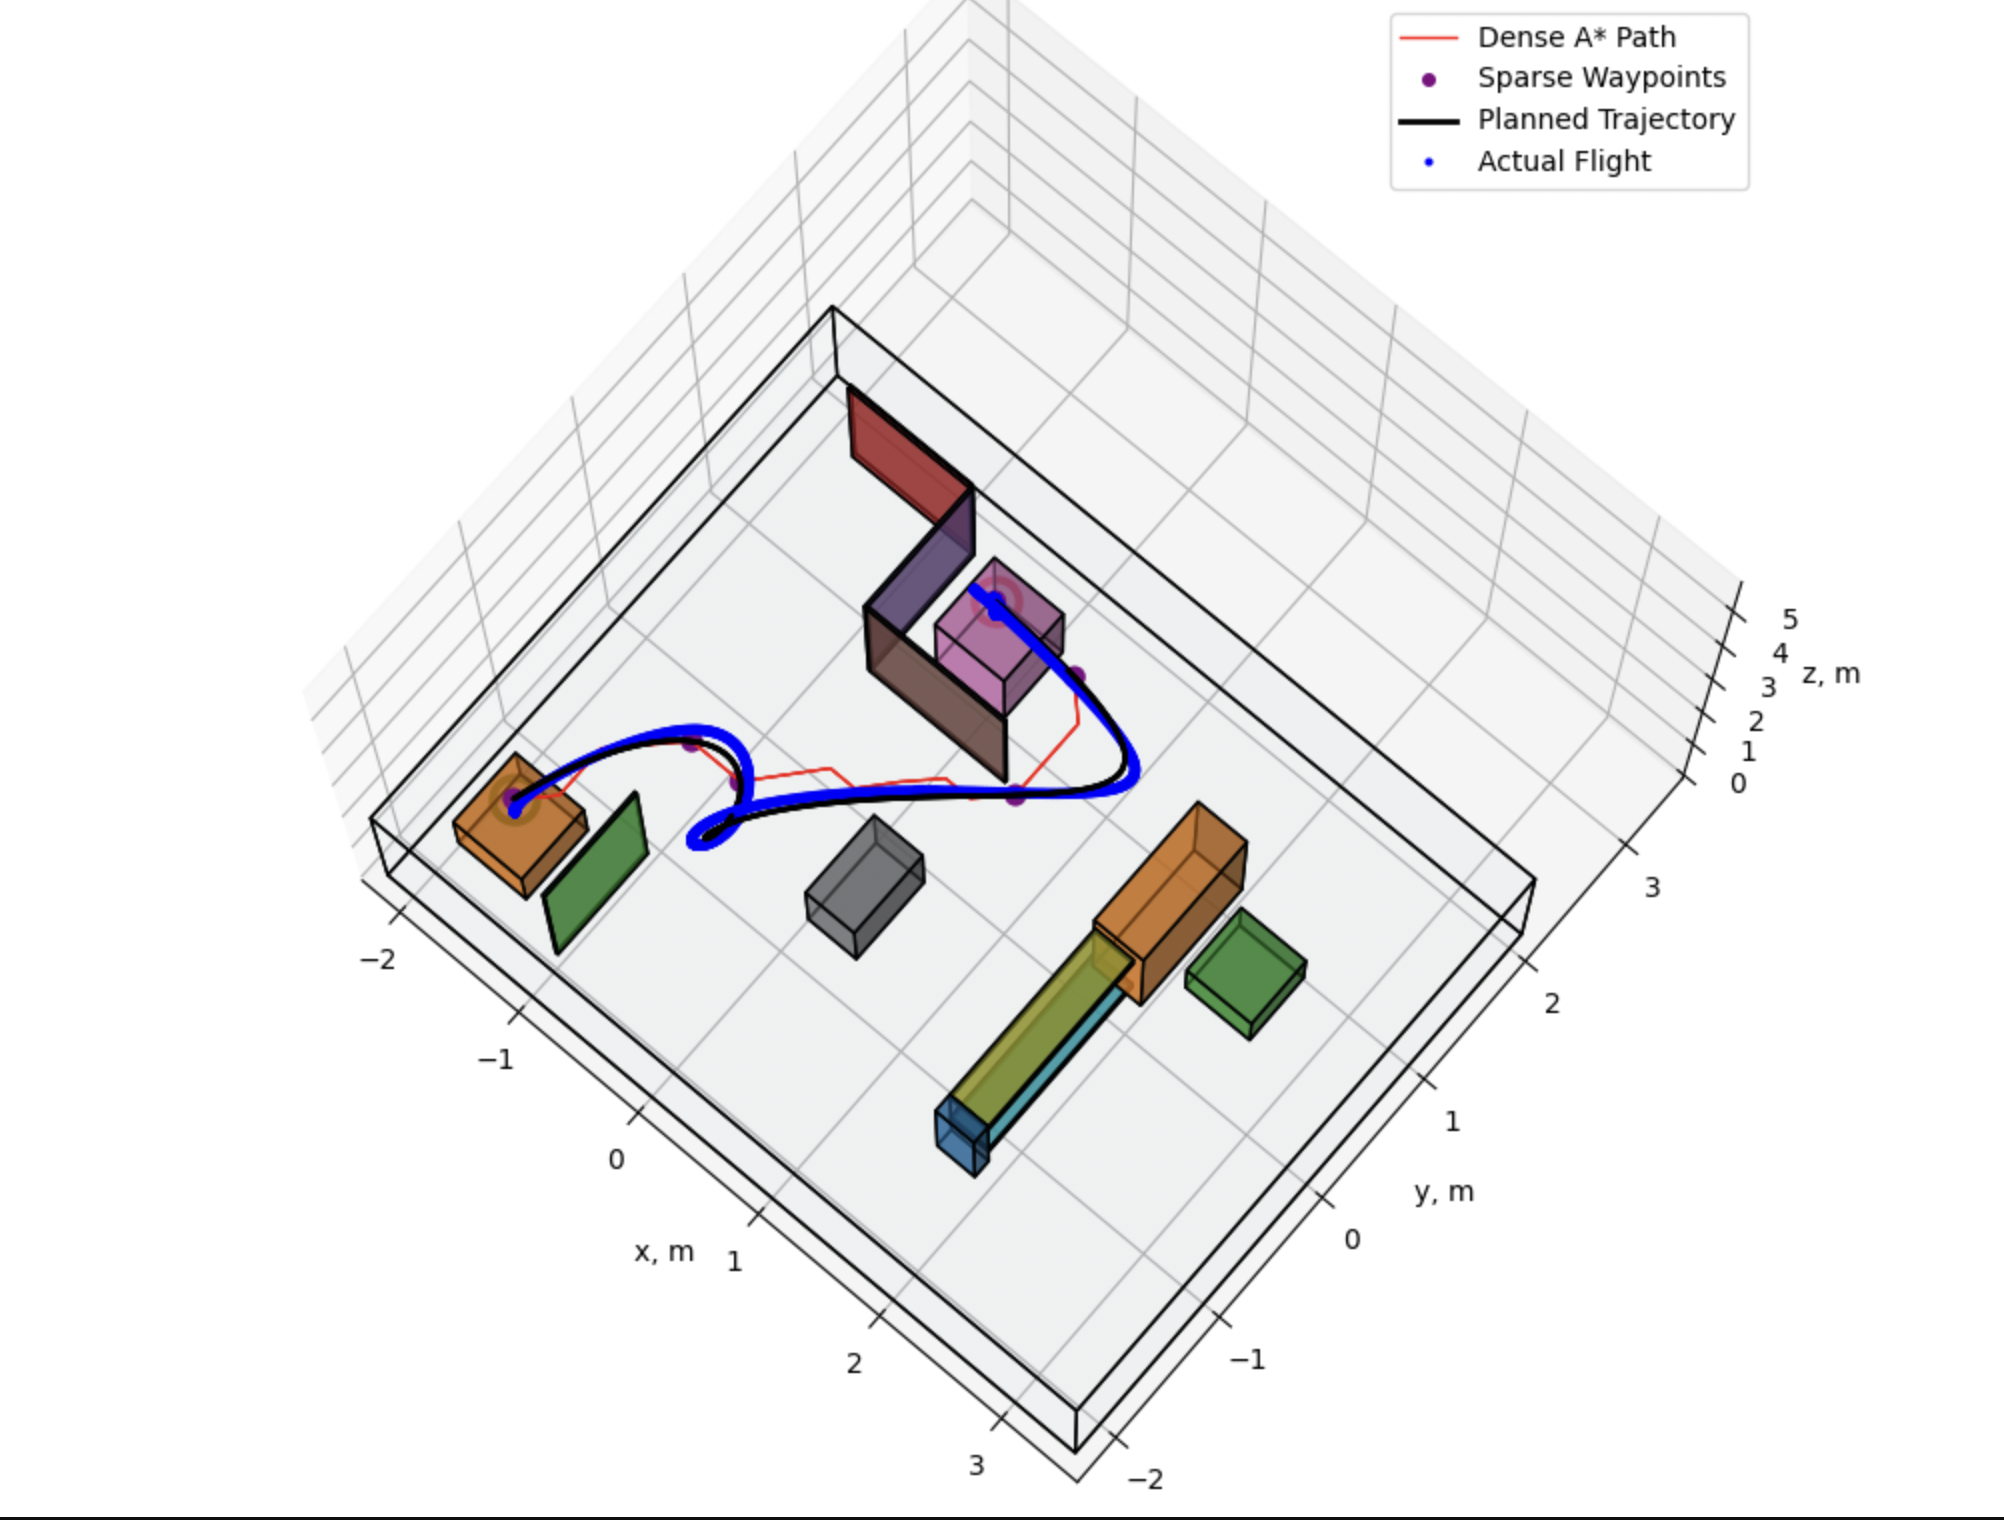 Dense A* Path
Sparse Waypoints
Planned Trajectory
Actual Flight
5
4
3
2
1
0
z, m
3
2
1
0
−1
−2
y, m
−2
−1
0
1
2
3
x, m